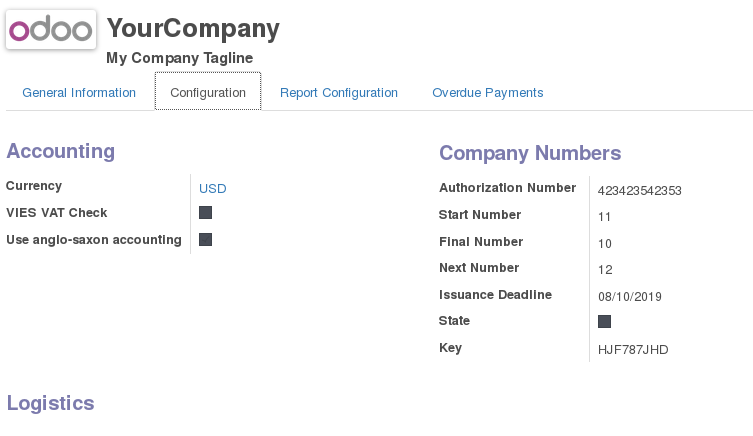 odoo
YourCompany
My Company Tagline
General Information
Configuration
Report Configuration
Overdue Payments
Accounting
Currency USD
VIES VAT Check
Use anglo-saxon accounting
Company Numbers
Authorization Number 423423542353
Start Number 11
Final Number 10
Next Number 12
Issuance Deadline 08/10/2019
State
Key HJF787JHD
Logistics